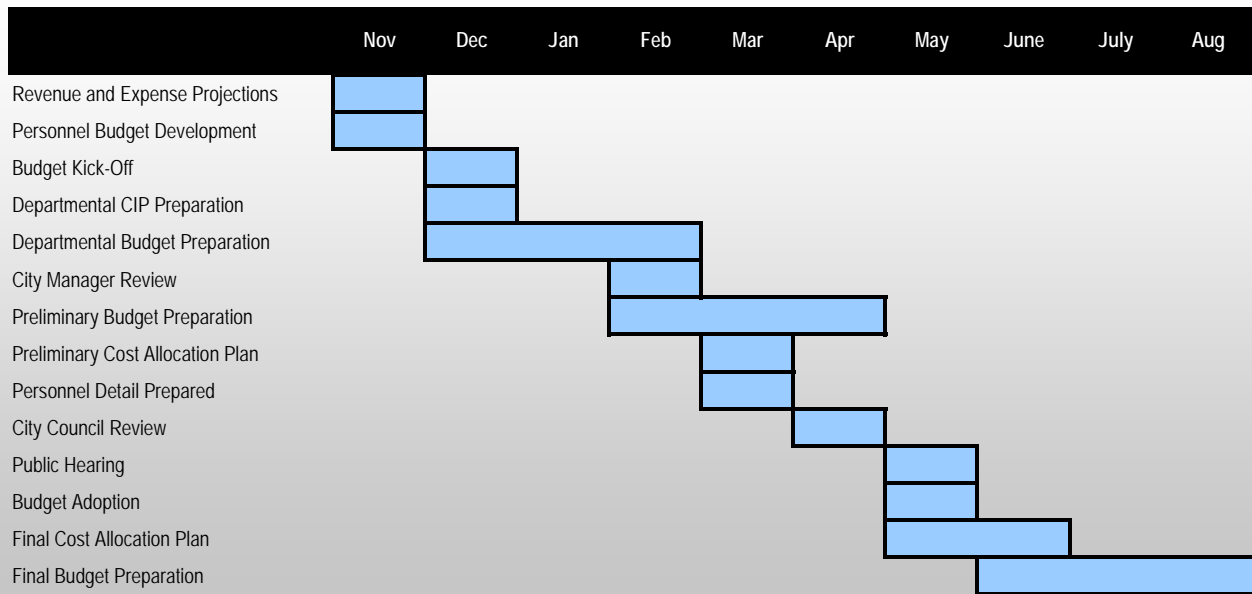 Nov Dec Jan Feb Mar Apr May June July Aug
Revenue and Expense Projections
Personnel Budget Development
Budget Kick-Off
Departmental CIP Preparation
Departmental Budget Preparation
City Manager Review
Preliminary Budget Preparation
Preliminary Cost Allocation Plan
Personnel Detail Prepared
City Council Review
Public Hearing
Budget Adoption
Final Cost Allocation Plan
Final Budget Preparation